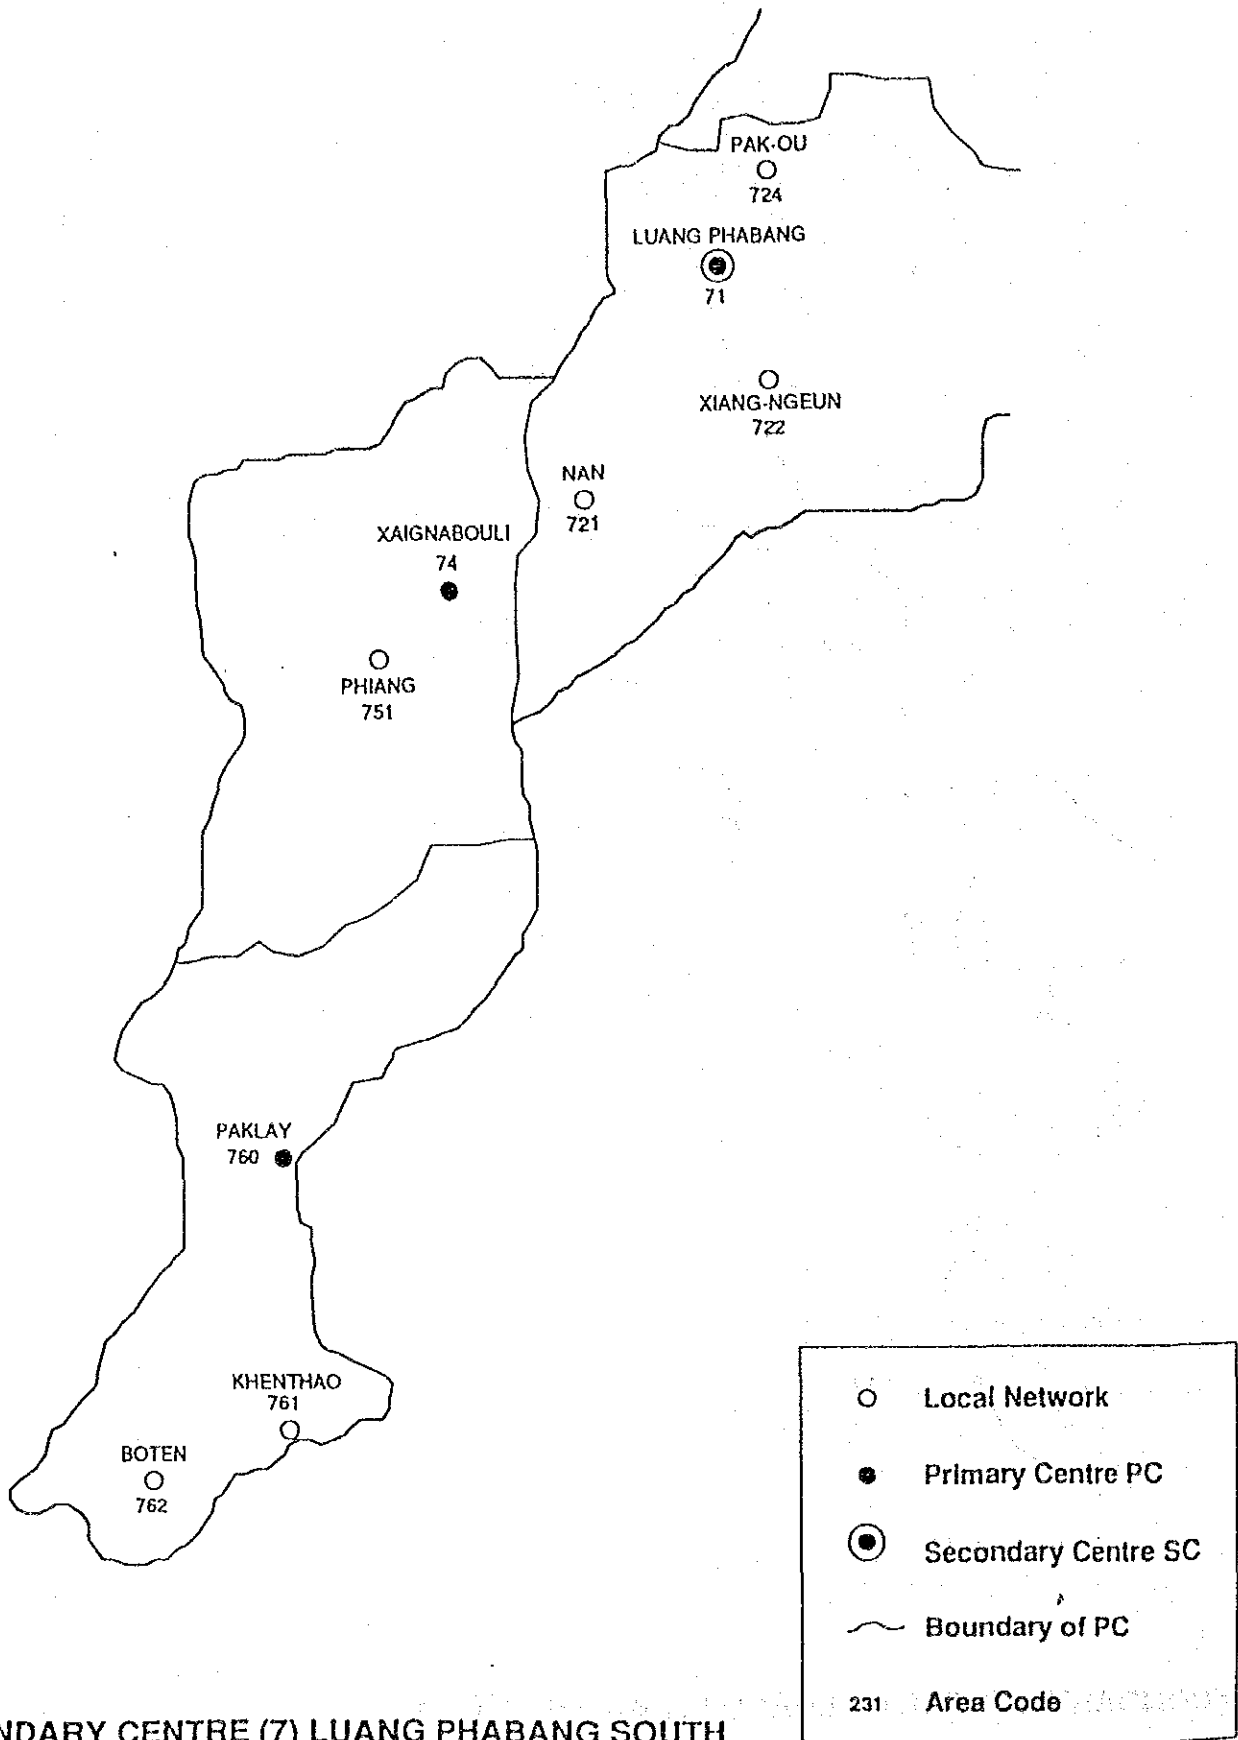 PAK-OU
724
LUANG PHABANG
71
XIANG-NGEUN
722
NAN
721
XAIGNABOULI
74
PHIANG
751
PAKLAY
760
KHENTHAO
761
BOTEN
762
Local Network
Primary Centre PC
Secondary Centre SC
Boundary of PC
231 Area Code
NDARY CENTRE (7) LUANG PHABANG SOUTH